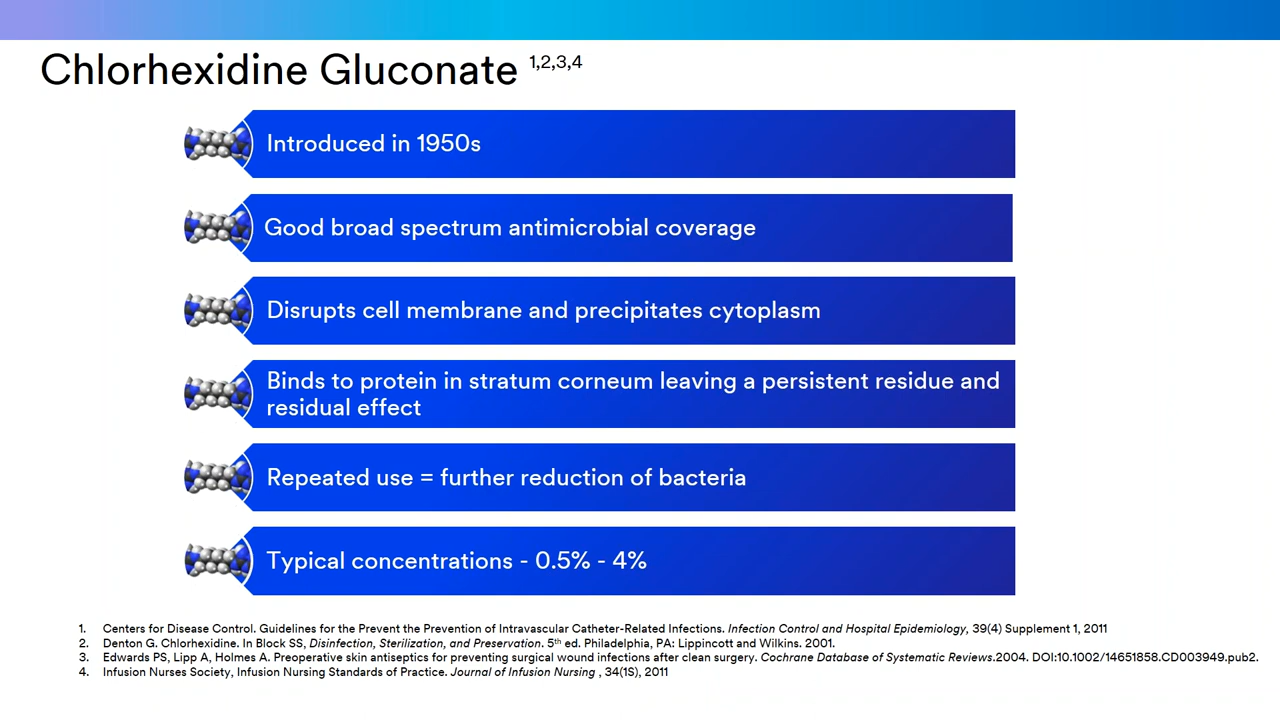 Chlorhexidine Gluconate 1,2,3,4
Introduced in 1950s
Good broad spectrum antimicrobial coverage
Disrupts cell membrane and precipitates cytoplasm
Binds to protein in stratum corneum leaving a persistent residue and
residual effect
Repeated use = further reduction of bacteria
Typical concentrations - 0.5% - 4%
1. Centers for Disease Control. Guidelines for the Prevent the Prevention of Intravascular Catheter-Related Infections. Infection Control and Hospital Epidemiology, 39(4) Supplement 1, 2011
2. Denton G. Chlorhexidine. In Block SS, Disinfection, Sterilization, and Preservation. 5th ed. Philadelphia, PA: Lippincott and Wilkins. 2001.
3. Edwards PS, Lipp A, Holmes A. Preoperative skin antiseptics for preventing surgical wound infections after clean surgery. Cochrane Database of Systematic Reviews.2004. DOI:10.1002/14651858.CD003949.pub2.
4. Infusion Nurses Society, Infusion Nursing Standards of Practice. Journal of Infusion Nursing , 34(1S), 2011